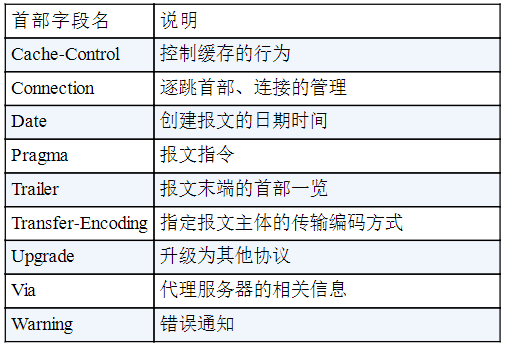 首部字段名 说明
Cache-Control 控制缓存的行为
Connection 逐跳首部、连接的管理
Date 创建报文的日期时间
Pragma 报文指令
Trailer 报文末端的首部一览
Transfer-Encoding 指定报文主体的传输编码方式
Upgrade 升级为其他协议
Via 代理服务器的相关信息
Warning 错误通知